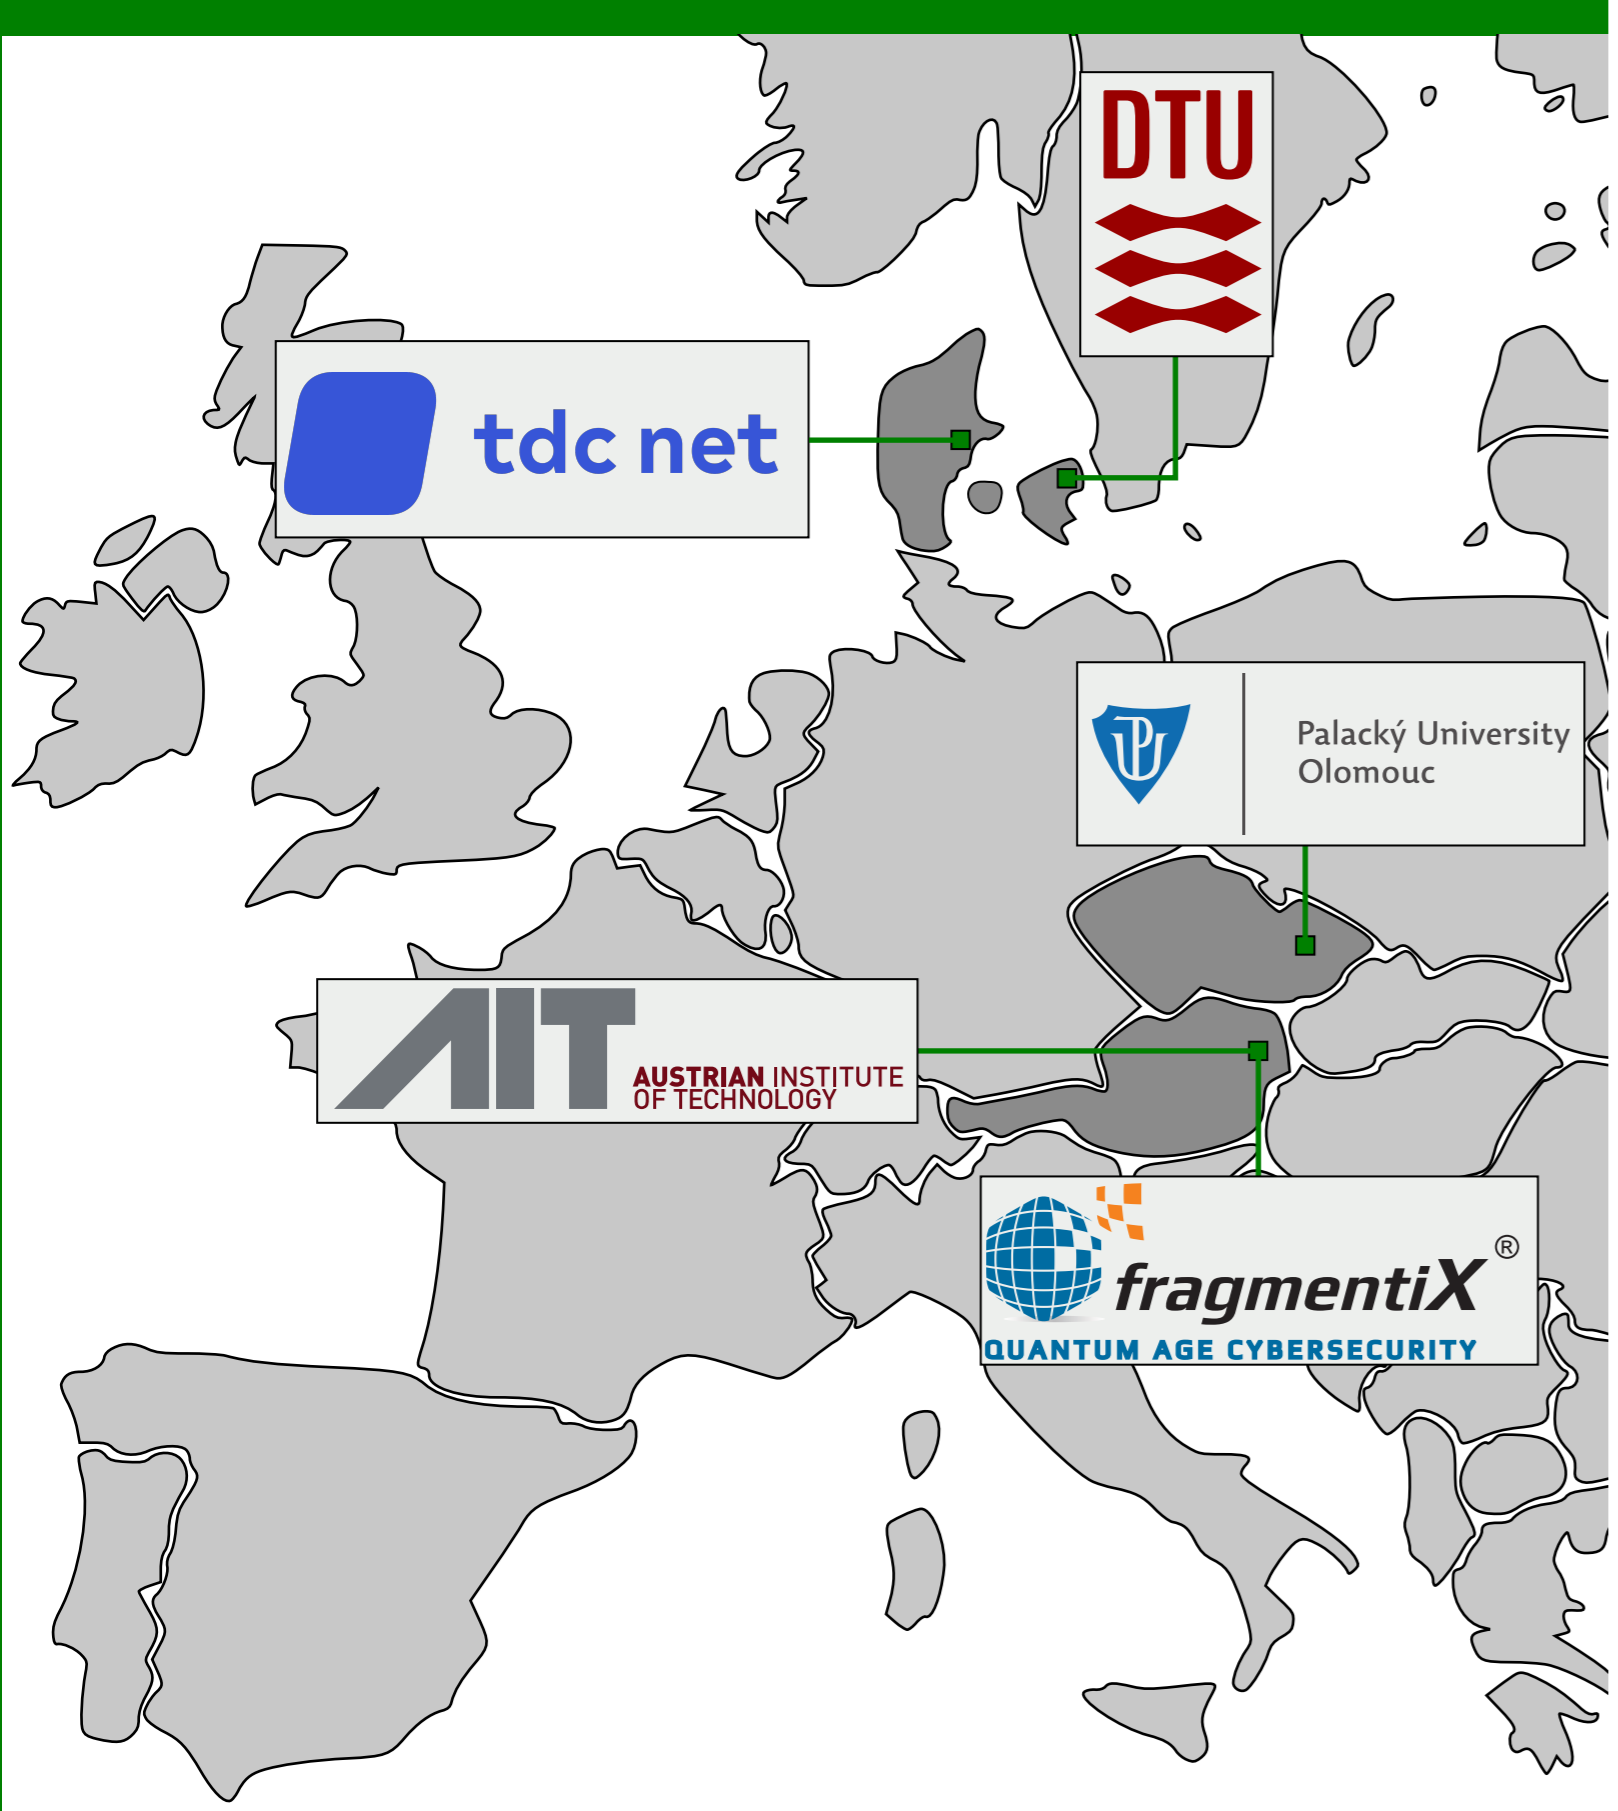 DTU
tdc net
Palacký University
Olomouc
AIT
AUSTRIAN INSTITUTE
OF TECHNOLOGY
fragmentiX ®
QUANTUM AGE CYBERSECURITY